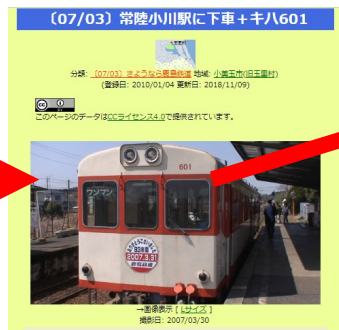 〔07/03〕常陸小川駅に下車＋キハ601
分類: 〔07/03〕さようなら鹿島鉄道 地域: 小美玉市(旧玉里村)
(登録日: 2010/01/04 更新日: 2018/11/09)
このページのデータはCCライセンス4.0で提供されています。
601
ワンマン
2007.3.31
鹿島鉄道
→画像表示 [ Lサイズ ]
撮影日: 2007/03/30